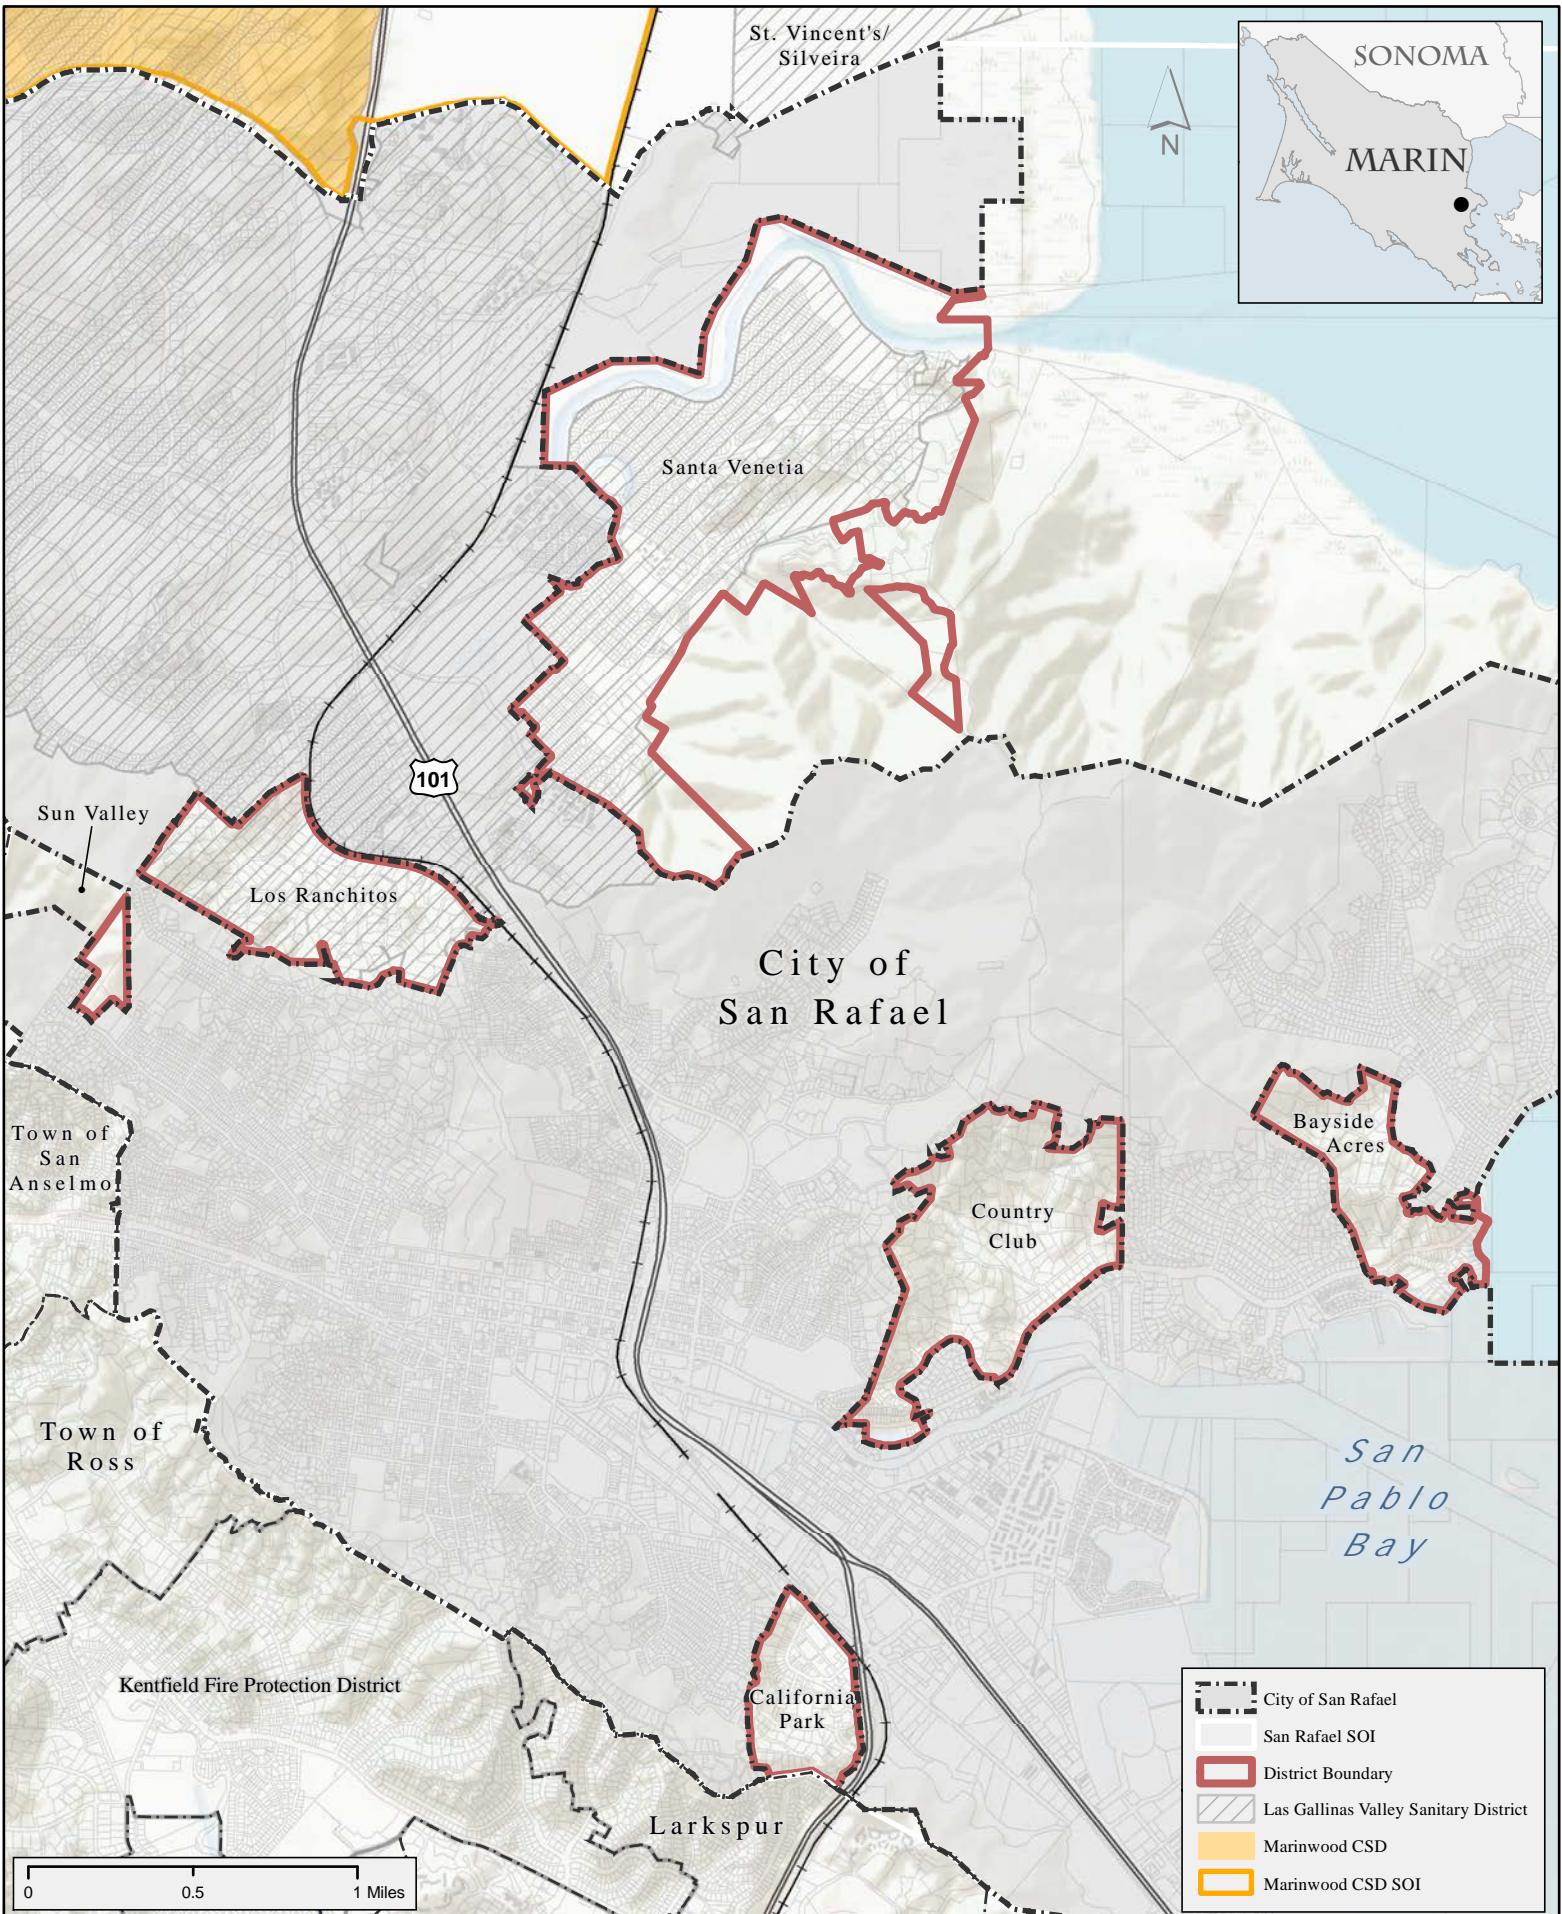 St. Vincent's/
Silveira
N
SONOMA
MARIN
Santa Venetia
101
Sun Valley
Los Ranchitos
City of
San Rafael
Town of
San
Anselmo
Bayside
Acres
Country
Club
Town of
Ross
San
Pablo
Bay
Kentfield Fire Protection District
California
Park
Larkspur
City of San Rafael
San Rafael SOI
District Boundary
Las Gallinas Valley Sanitary District
Marinwood CSD
Marinwood CSD SOI
0 0.5 1 Miles